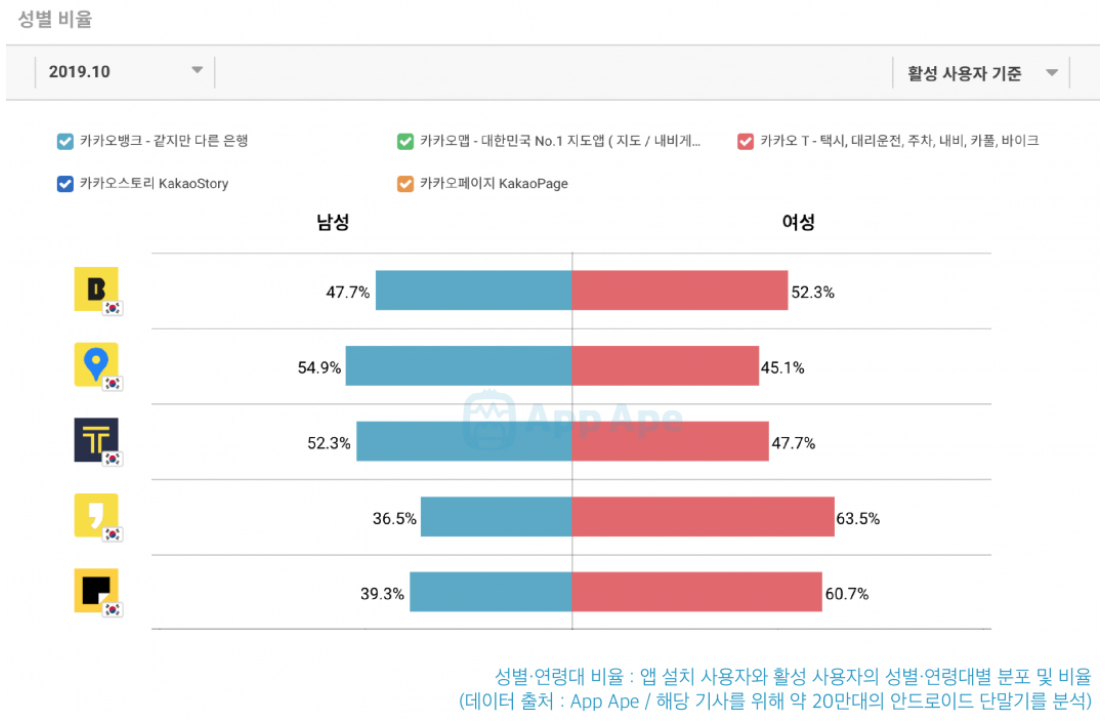 성별 비율
2019.10 활성 사용자 기준
카카오뱅크 - 같지만 다른 은행 카카오맵 - 대한민국 No.1 지도앱 ( 지도 / 내비게... 카카오 T - 택시, 대리운전, 주차, 내비, 카풀, 바이크
카카오스토리 KakaoStory 카카오페이지 KakaoPage
남성 여성
B 47.7% 52.3%
54.9% 45.1%
App Ape
T 52.3% 47.7%
36.5% 63.5%
39.3% 60.7%
성별·연령대 비율 : 앱 설치 사용자와 활성 사용자의 성별·연령대별 분포 및 비율
(데이터 출처 : App Ape / 해당 기사를 위해 약 20만대의 안드로이드 단말기를 분석)